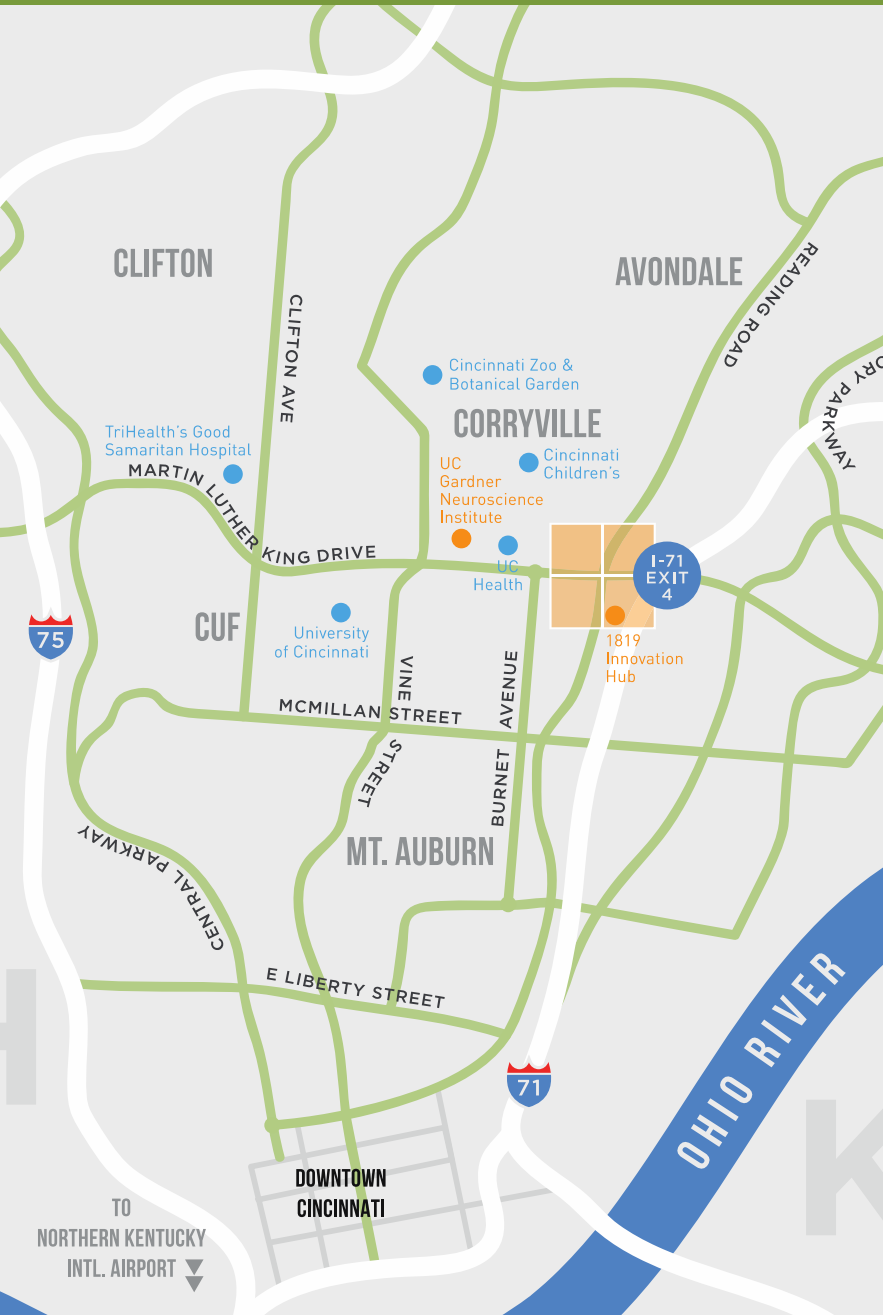 CLIFTON
AVONDALE
READING ROAD
CLIFTON AVE
Cincinnati Zoo &
Botanical Garden
CORRYVILLE
ORY PARKWAY
TriHealth's Good
Samaritan Hospital
MARTIN LUTHER KING DRIVE
UC
Gardner
Neuroscience
Institute
Cincinnati
Children's
UC
Health
I-71
EXIT
4
75
CUF
University
of Cincinnati
1819
Innovation
Hub
VINE STREET
MCMILLAN STREET
BURNET AVENUE
MT. AUBURN
CENTRAL PARKWAY
E LIBERTY STREET
H
OHIO RIVER
71
K
DOWNTOWN
CINCINNATI
TO
NORTHERN KENTUCKY
INTL. AIRPORT